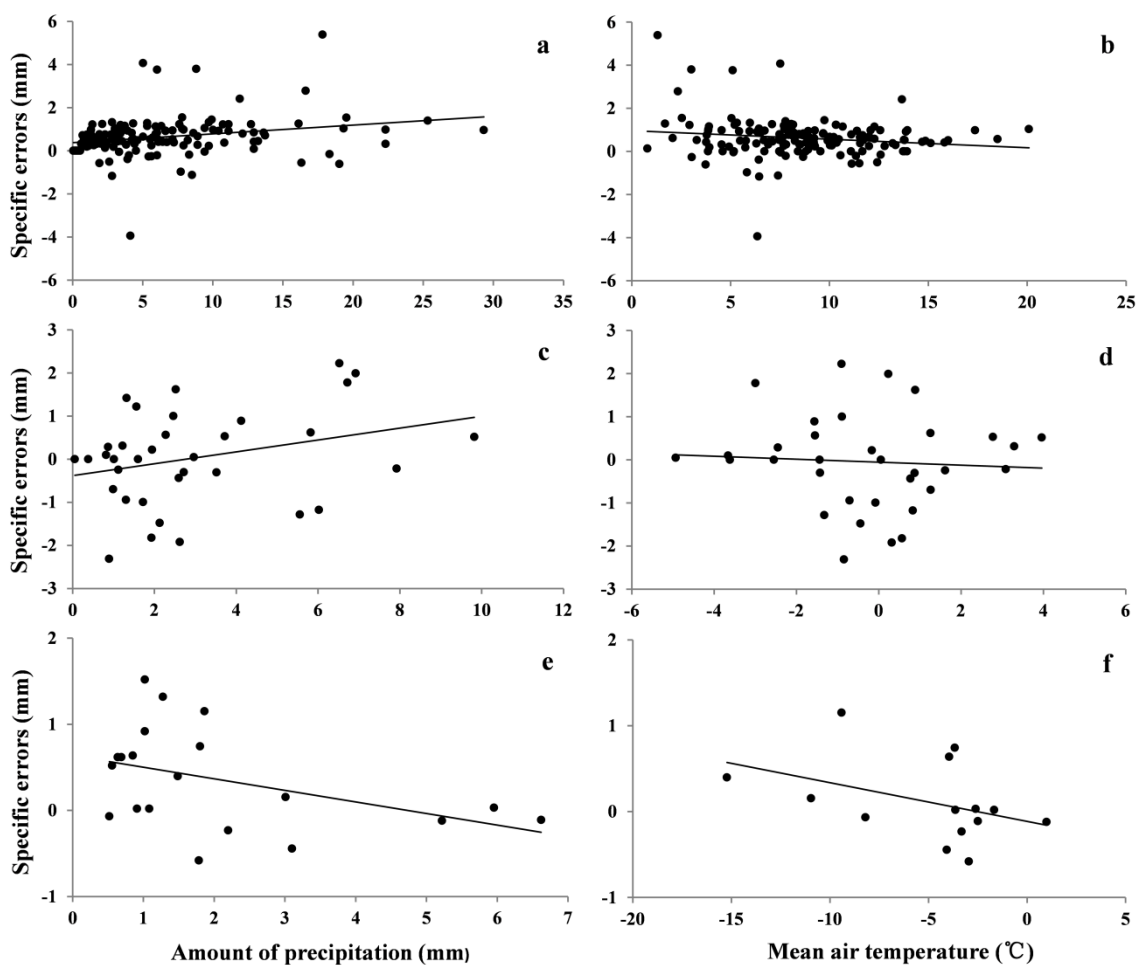 6
4
2
0
-2
-4
-6
0 5 10 15 20 25 30 35
Specific errors (mm)
a
6
4
2
0
-2
-4
-6
0 5 10 15 20 25
b
3
2
1
0
-1
-2
-3
0 2 4 6 8 10 12
Specific errors (mm)
c
3
2
1
0
-1
-2
-3
-6 -4 -2 0 2 4 6
d
2
1
0
-1
0 1 2 3 4 5 6 7
Specific errors (mm)
e
Amount of precipitation (mm)
2
1
0
-1
-20 -15 -10 -5 0 5
f
Mean air temperature (℃)